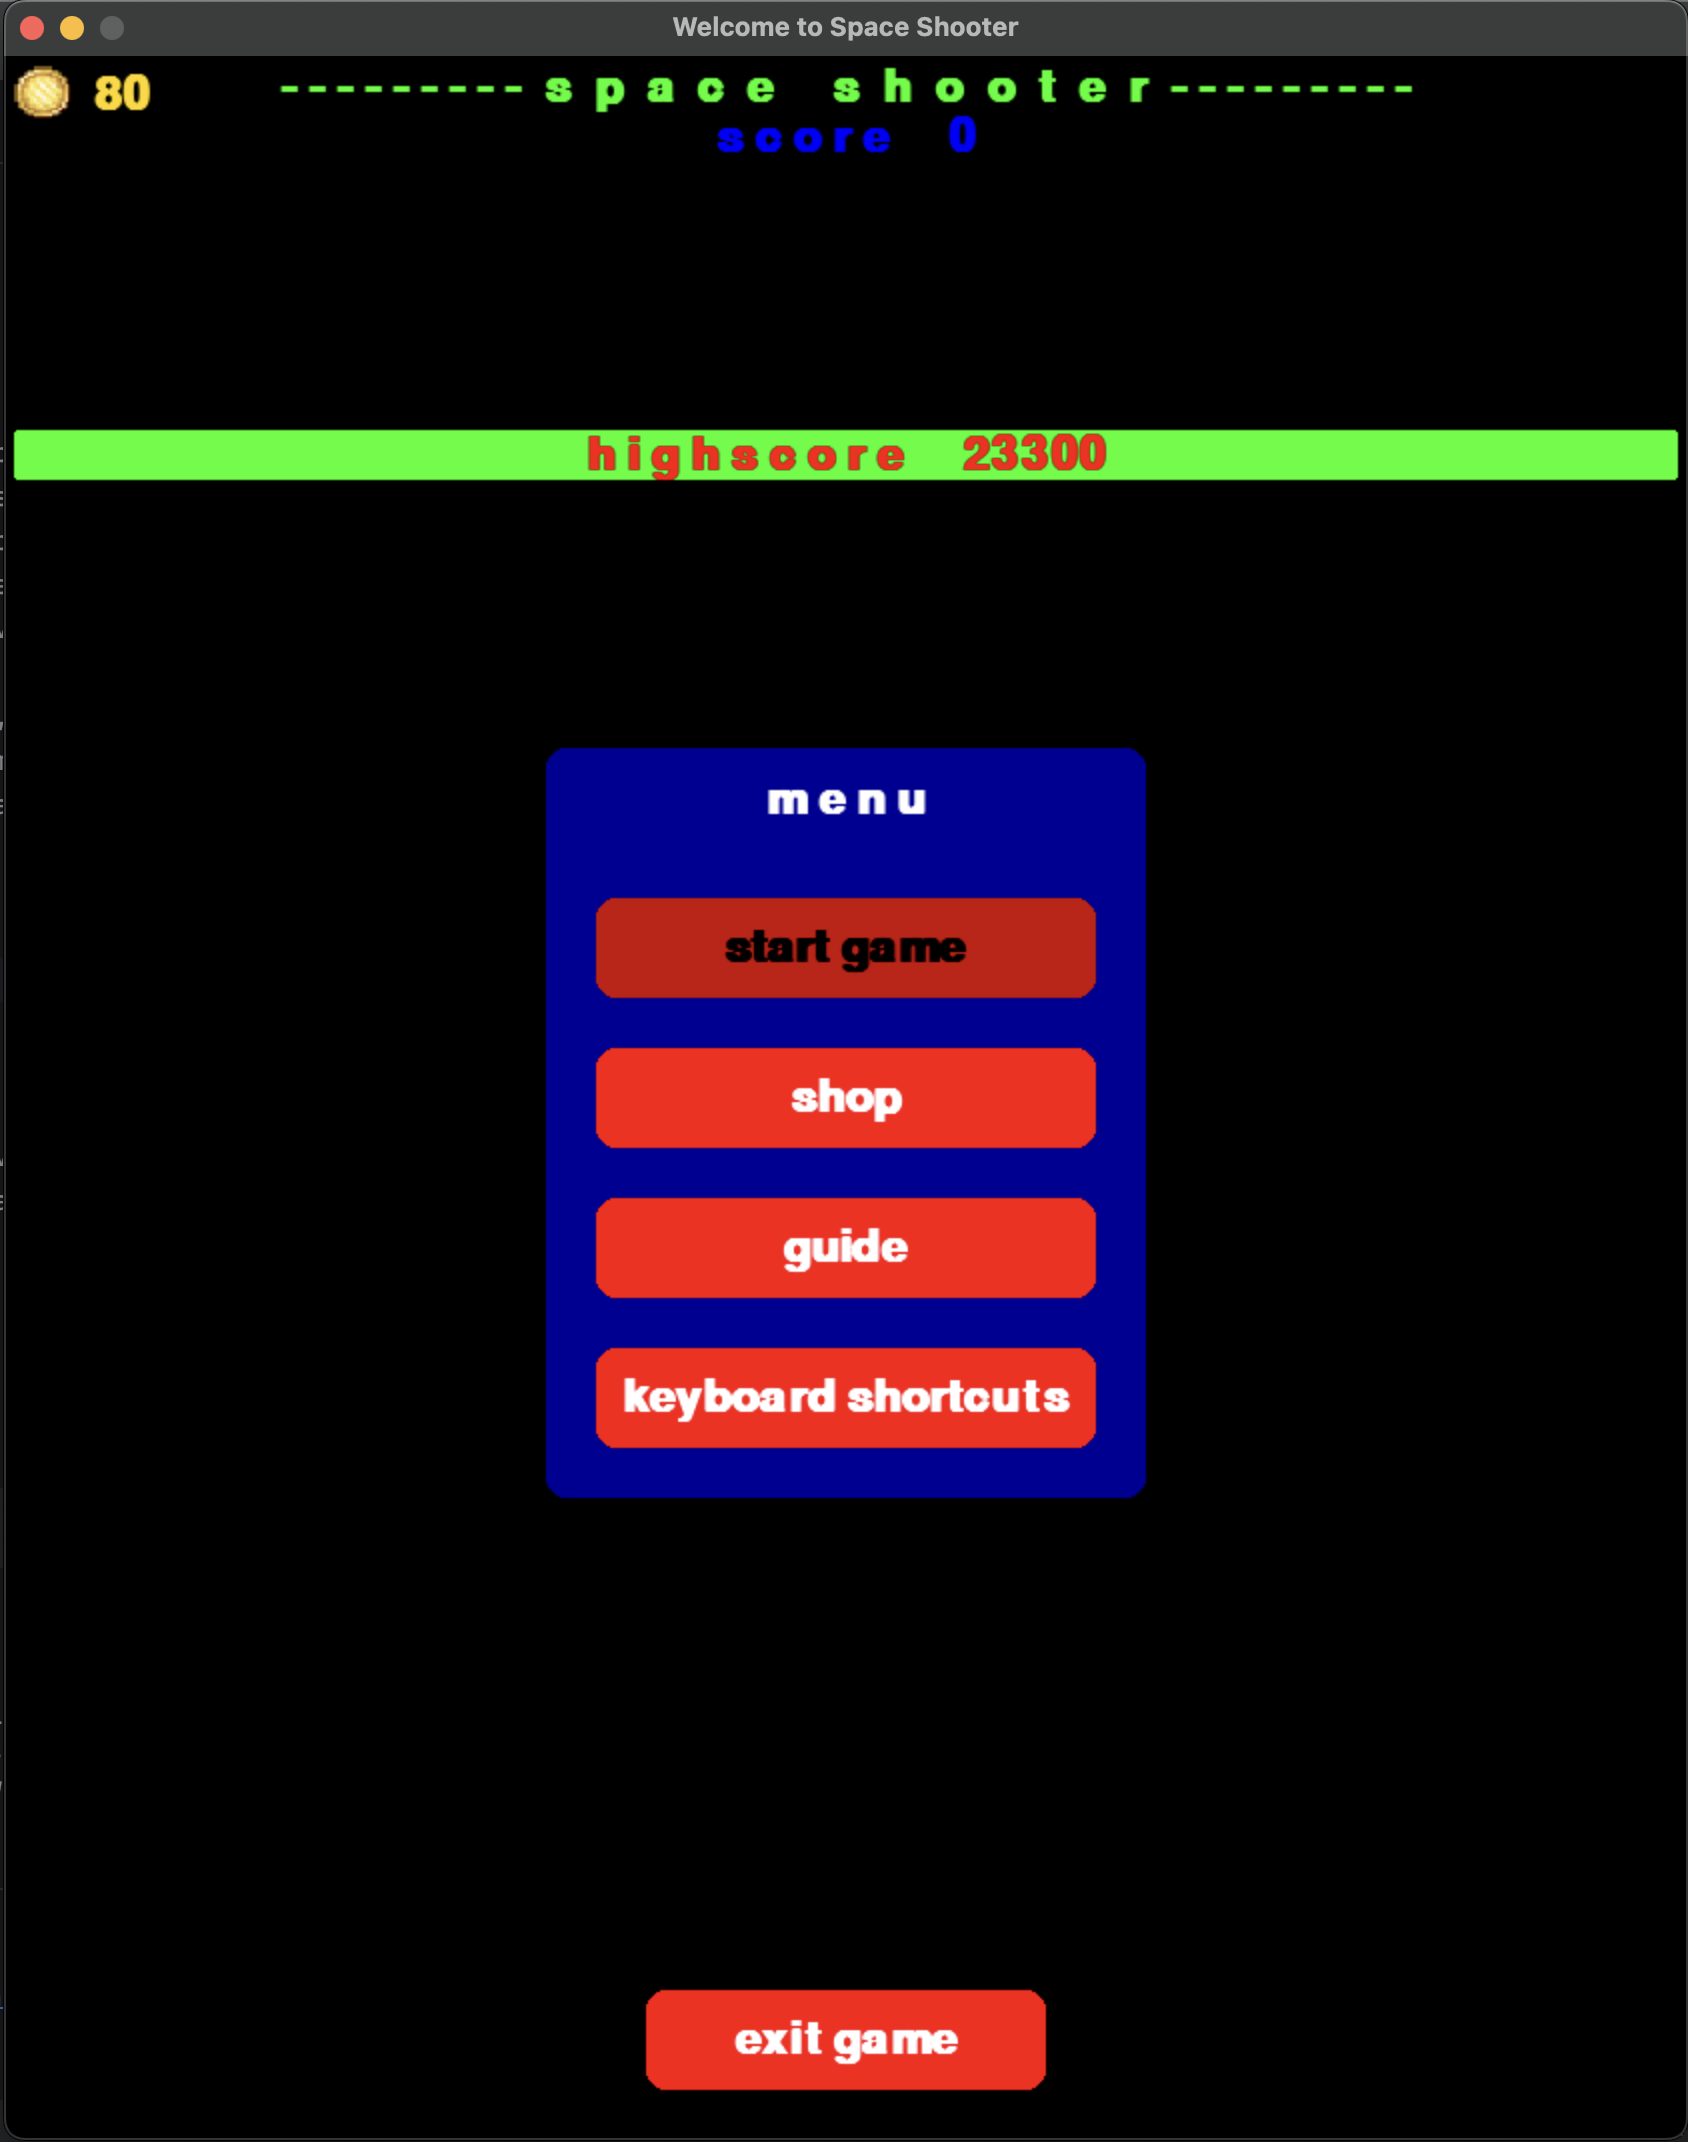 Welcome to Space Shooter
80
--------- space shooter---------
score 0
highscore 23300
menu
start game
shop
guide
keyboard shortcuts
exit game